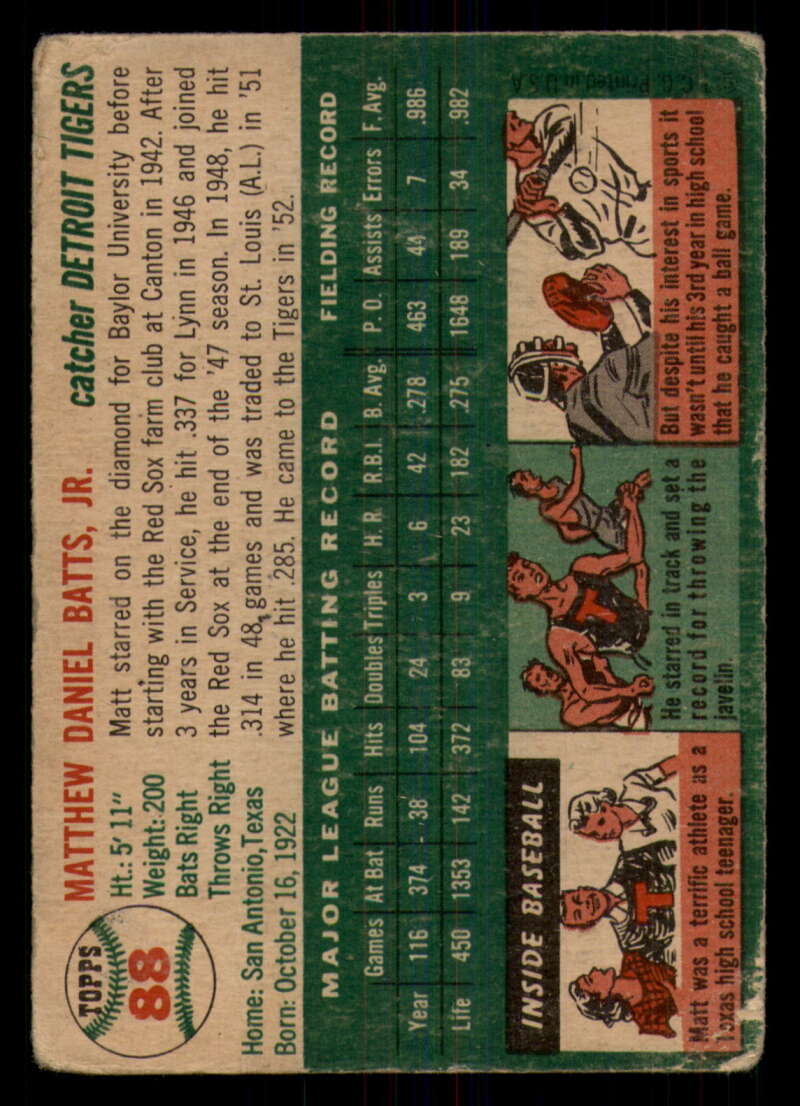 TOPPS
88
MATTHEW DANIEL BATTS, JR. catcher DETROIT TIGERS
Ht.: 5' 11"
Weight: 200
Bats Right
Throws Right
Home: San Antonio, Texas
Born: October 16, 1922
Matt starred on the diamond for Baylor University before
starting with the Red Sox farm club at Canton in 1942. After
3 years in Service, he hit .337 for Lynn in 1946 and joined
the Red Sox at the end of the '47 season. In 1948, he hit
.314 in 48 games and was traded to St. Louis (A.L.) in '51
where he hit .285. He came to the Tigers in '52.
MAJOR LEAGUE BATTING RECORD FIELDING RECORD
Games At Bat Runs Hits Doubles Triples H. R. R.B.I. B. Avg. P. O. Assists Errors F. Avg.
Year 116 374 38 104 24 3 6 42 .278 463 44 7 .986
Life 450 1353 142 372 83 9 23 182 .275 1648 189 34 .982
INSIDE BASEBALL
Matt was a terrific athlete as a
Texas high school teenager.
He starred in track and set a
record for throwing the
javelin.
But despite his interest in sports it
wasn't until his 3rd year in high school
that he caught a ball game.
T. C. G. Printed in U S A